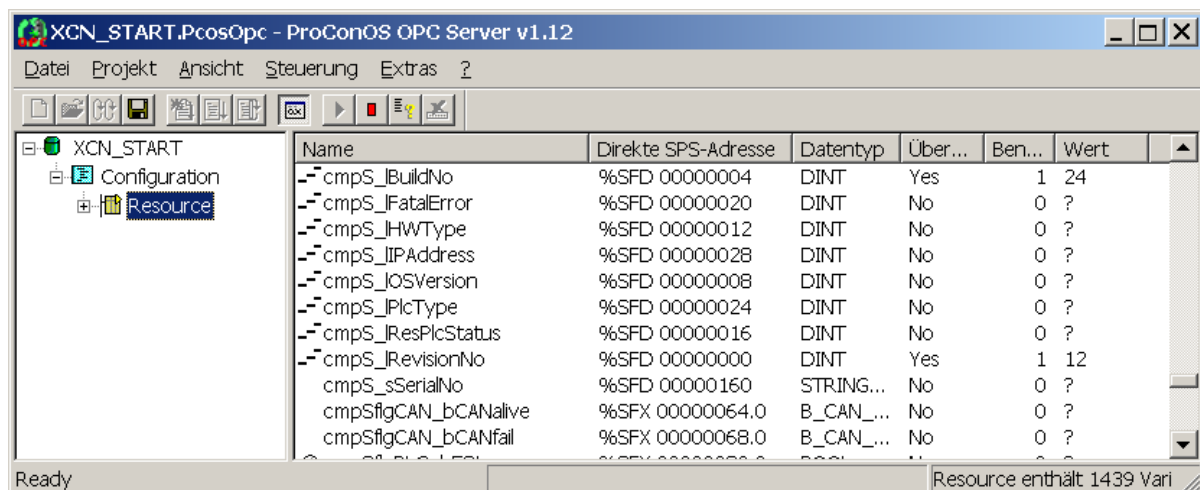 XCN_START.PcosOpc - ProConOS OPC Server v1.12
Datei Projekt Ansicht Steuerung Extras ?
XCN_START
Configuration
Resource
Name Direkte SPS-Adresse Datentyp Über... Ben... Wert
cmpS_lBuildNo %SFD 00000004 DINT Yes 1 24
cmpS_lFatalError %SFD 00000020 DINT No 0 ?
cmpS_lHWType %SFD 00000012 DINT No 0 ?
cmpS_lIPAddress %SFD 00000028 DINT No 0 ?
cmpS_lOSVersion %SFD 00000008 DINT No 0 ?
cmpS_lPlcType %SFD 00000024 DINT No 0 ?
cmpS_lResPlcStatus %SFD 00000016 DINT No 0 ?
cmpS_lRevisionNo %SFD 00000000 DINT Yes 1 12
cmpS_sSerialNo %SFD 00000160 STRING... No 0 ?
cmpSflgCAN_bCANalive %SFX 00000064.0 B_CAN_... No 0 ?
cmpSflgCAN_bCANfail %SFX 00000068.0 B_CAN_... No 0 ?
Ready Resource enthält 1439 Vari